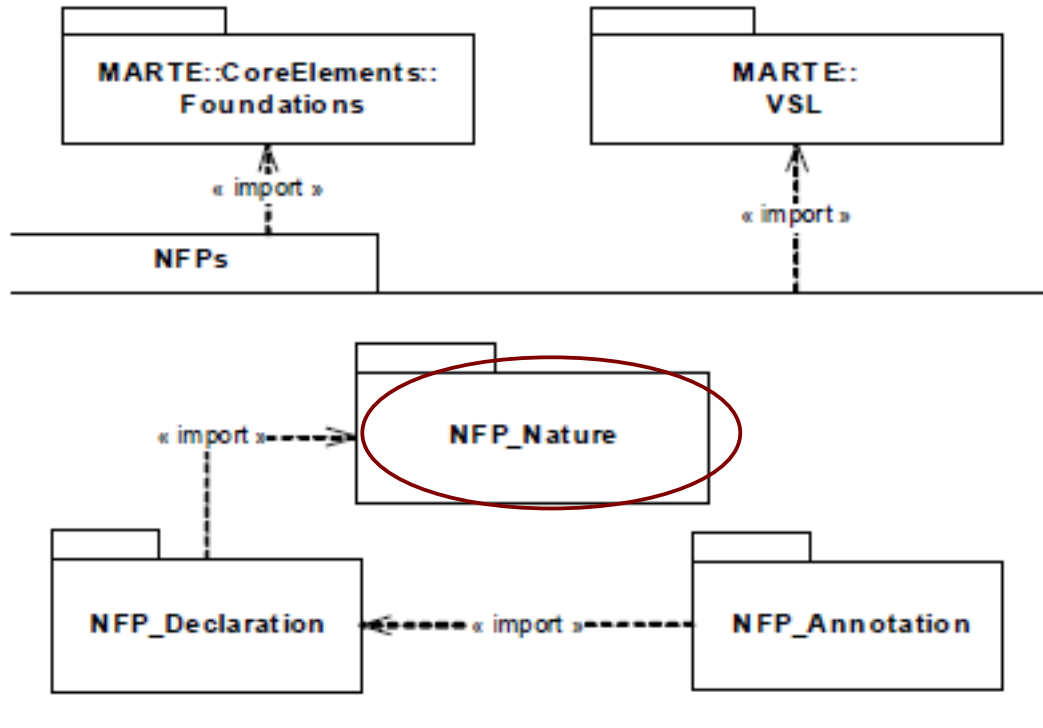 MARTE::CoreElements::
Foundations
MARTE::
VSL
« import »
« import »
NFPs
NFP_Nature
« import »
NFP_Declaration
« import »
NFP_Annotation